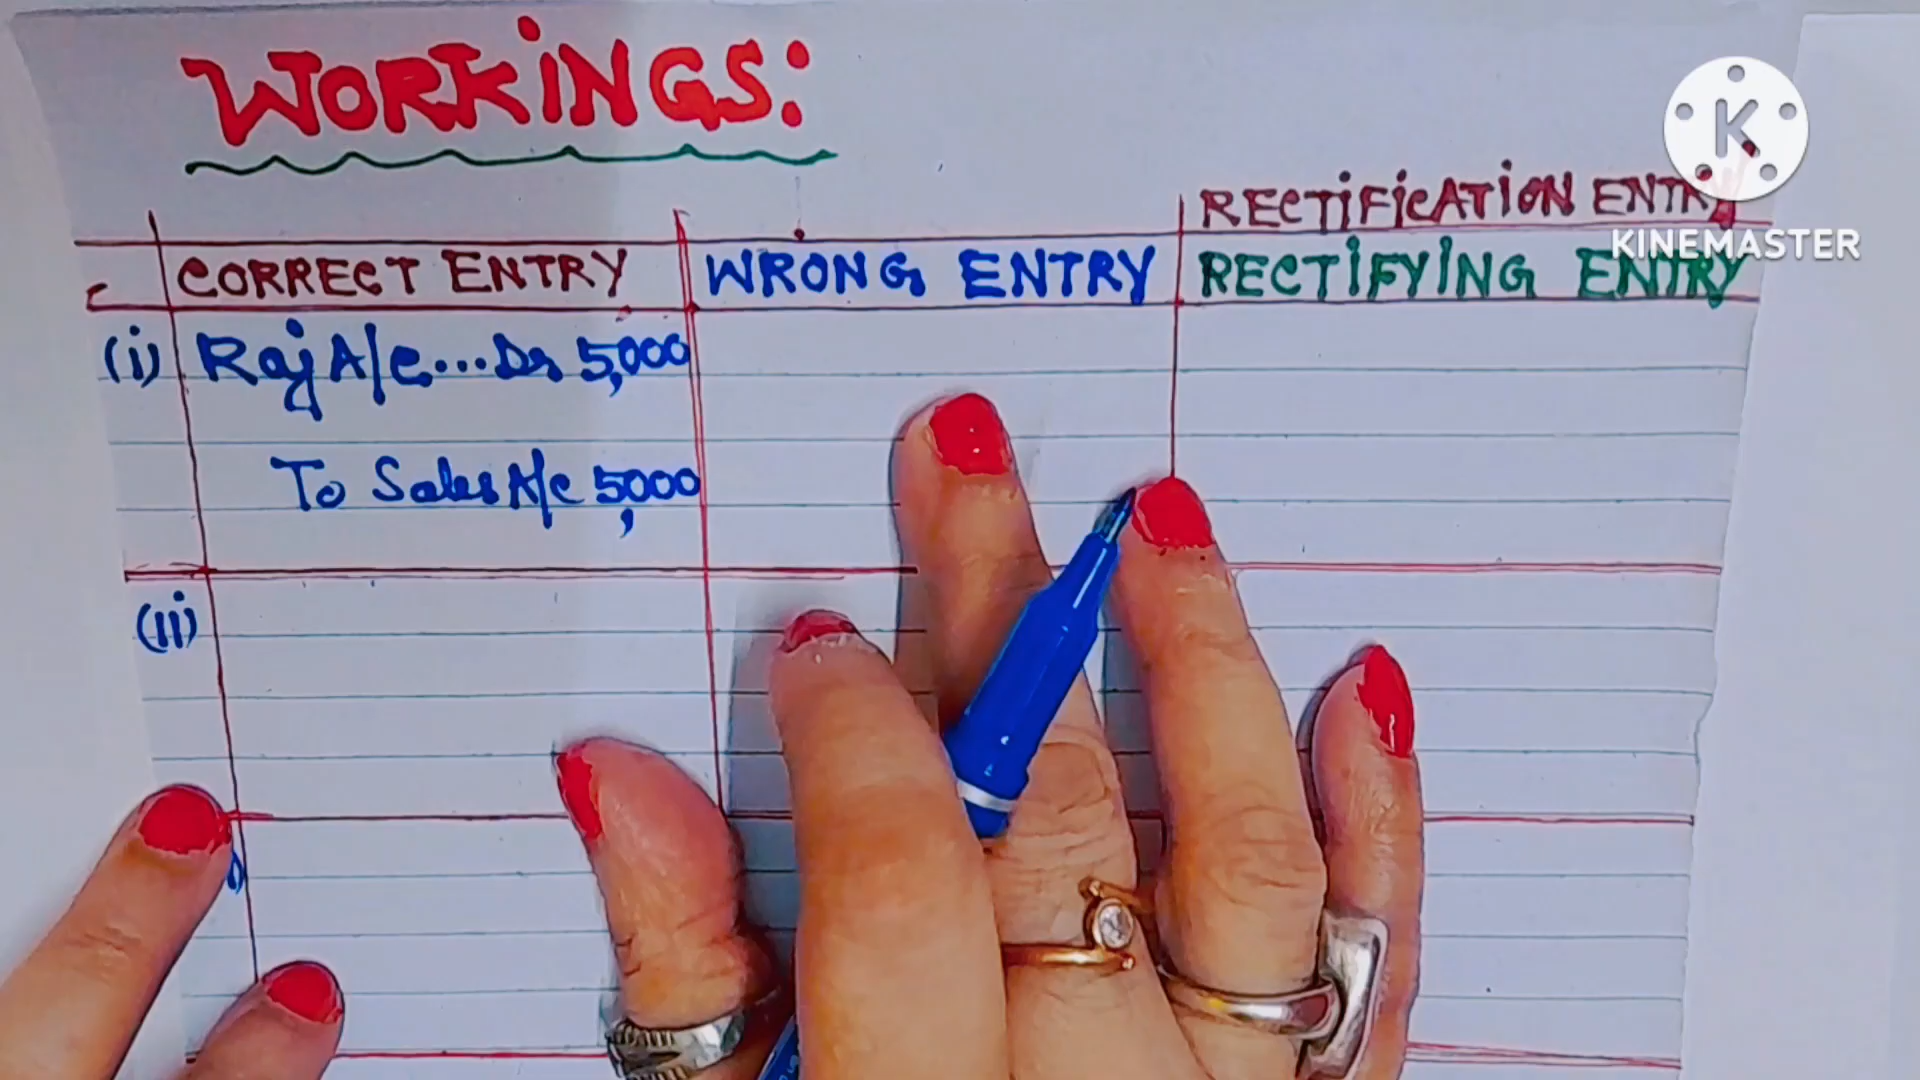 WORKINGS:
RECTIFICATION ENTRY
CORRECT ENTRY WRONG ENTRY RECTIFYING ENTRY
(i) Raj A/c...Dr 5,000
To Sales A/c 5,000
(ii)
K
KINEMASTER